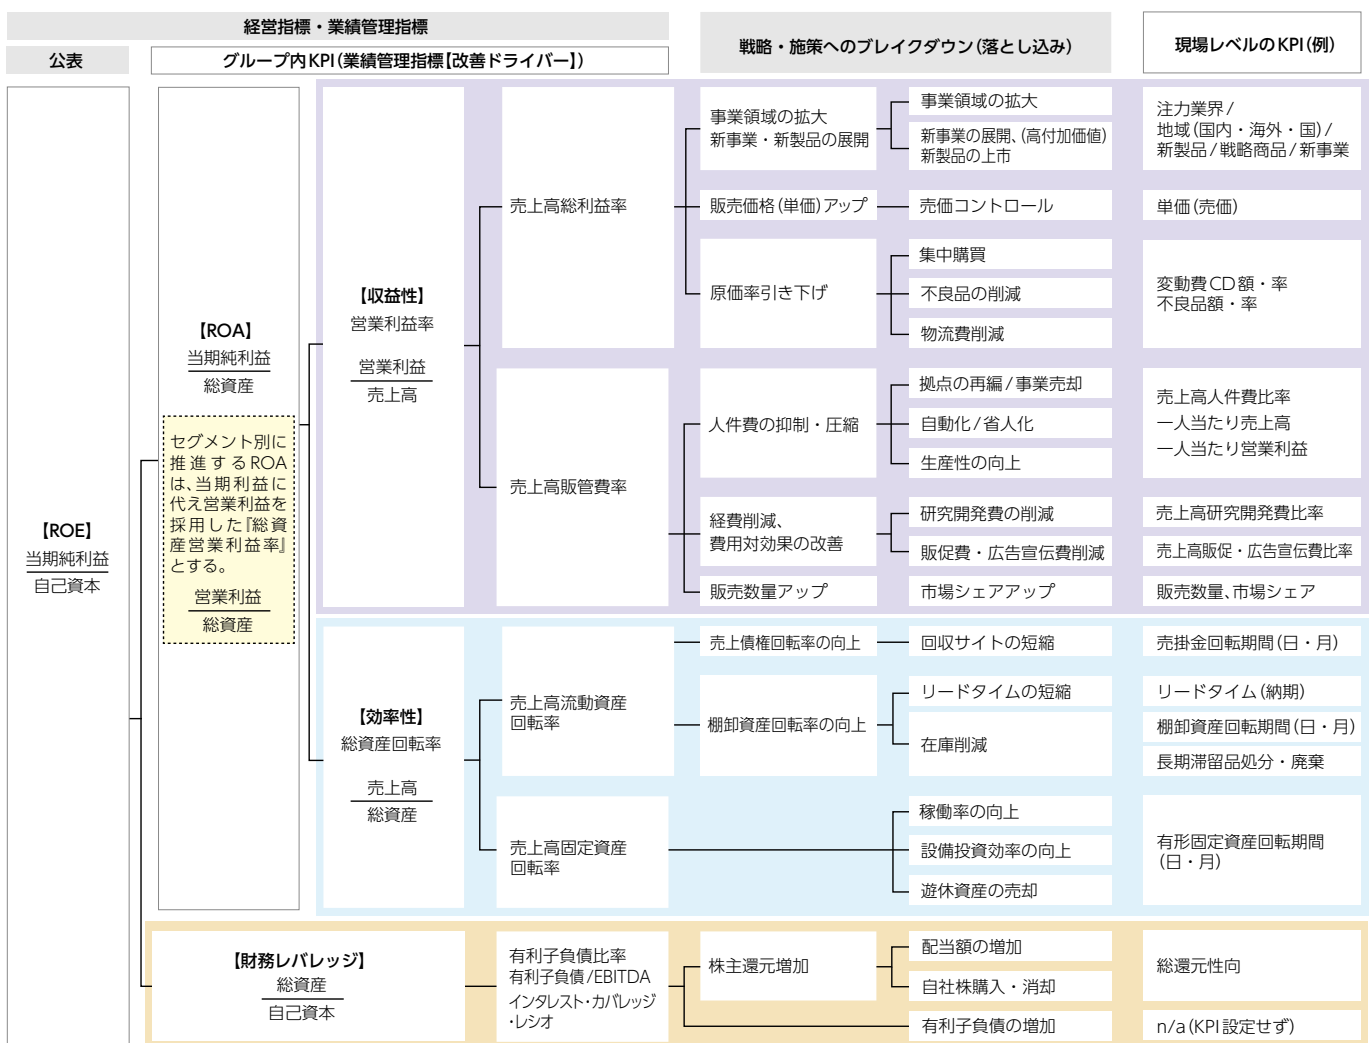 経営指標・業績管理指標
公表
グループ内KPI(業績管理指標【改善ドライバー】)
戦略・施策へのブレイクダウン(落とし込み)
現場レベルのKPI(例)
【ROE】
当期純利益
自己資本
【ROA】
当期純利益
総資産
セグメント別に
推進するROA
は、当期利益に
代え営業利益を
採用した『総資
産営業利益率』
とする。
営業利益
総資産
【収益性】
営業利益率
営業利益
売上高
売上高総利益率
事業領域の拡大
新事業・新製品の展開
事業領域の拡大
新事業の展開、(高付加価値)
新製品の上市
注力業界/
地域(国内・海外・国)/
新製品/戦略商品/新事業
販売価格(単価)アップ
売価コントロール
単価(売価)
原価率引き下げ
集中購買
不良品の削減
物流費削減
変動費CD額・率
不良品額・率
売上高販管費率
人件費の抑制・圧縮
拠点の再編/事業売却
自動化/省人化
生産性の向上
売上高人件費比率
一人当たり売上高
一人当たり営業利益
経費削減、
費用対効果の改善
研究開発費の削減
売上高研究開発費比率
販促費・広告宣伝費削減
売上高販促・広告宣伝費比率
販売数量アップ
市場シェアアップ
販売数量、市場シェア
【効率性】
総資産回転率
売上高
総資産
売上高流動資産
回転率
売上債権回転率の向上
回収サイトの短縮
売掛金回転期間(日・月)
棚卸資産回転率の向上
リードタイムの短縮
リードタイム(納期)
在庫削減
棚卸資産回転期間(日・月)
長期滞留品処分・廃棄
売上高固定資産
回転率
稼働率の向上
設備投資効率の向上
遊休資産の売却
有形固定資産回転期間
(日・月)
【財務レバレッジ】
総資産
自己資本
有利子負債比率
有利子負債/EBITDA
インタレスト・カバレッジ
・レシオ
株主還元増加
配当額の増加
自社株購入・消却
総還元性向
有利子負債の増加
n/a(KPI設定せず)